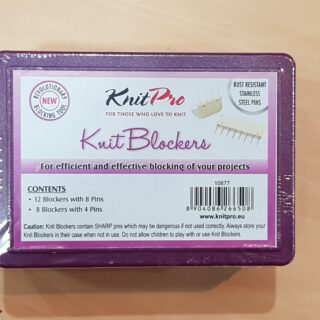 REVOLUTIONARY
NEW
BLOCKING TOOL
KnitPro
FOR THOSE WHO LOVE TO KNIT
RUST RESISTANT
STAINLESS
STEEL PINS
Knit Blockers
For efficient and effective blocking of your projects
CONTENTS
• 12 Blockers with 8 Pins
• 8 Blockers with 4 Pins
10877
8 904086 266508
www.knitpro.eu
Caution: Knit Blockers contain SHARP pins which may be dangerous if not used correctly. Always store your
Knit Blockers in their case when not in use. Do not allow children to play with or use Knit Blockers.